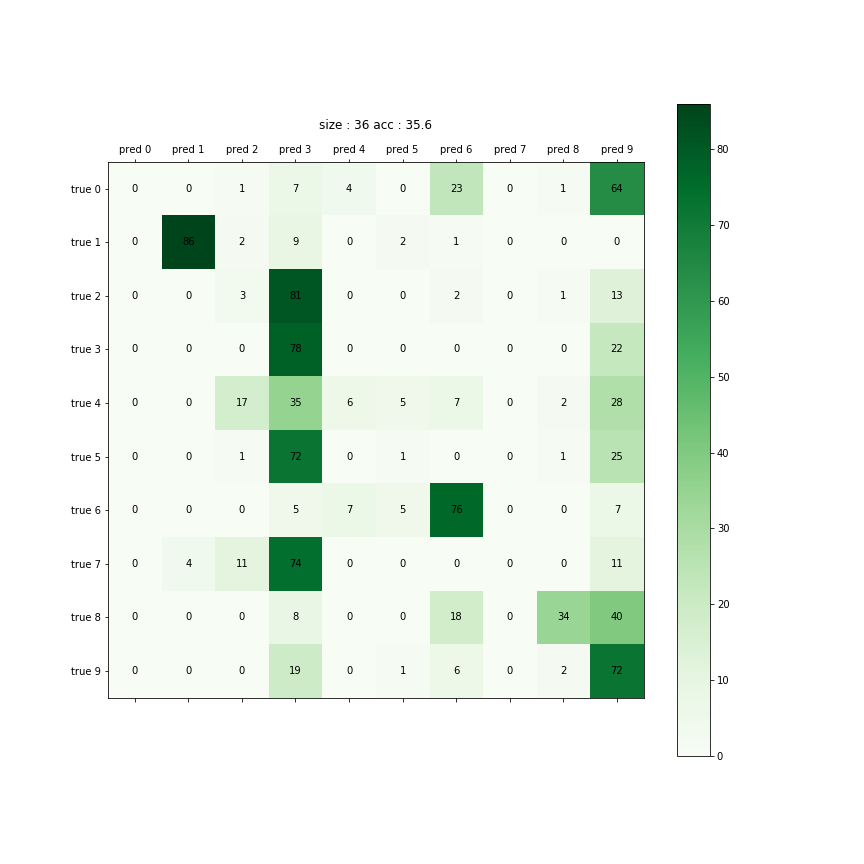 size : 36 acc : 35.6
pred 0 pred 1 pred 2 pred 3 pred 4 pred 5 pred 6 pred 7 pred 8 pred 9
true 0 0 0 1 7 4 0 23 0 1 64
true 1 0 86 2 9 0 2 1 0 0 0
true 2 0 0 3 81 0 0 2 0 1 13
true 3 0 0 0 78 0 0 0 0 0 22
true 4 0 0 17 35 6 5 7 0 2 28
true 5 0 0 1 72 0 1 0 0 1 25
true 6 0 0 0 5 7 5 76 0 0 7
true 7 0 4 11 74 0 0 0 0 0 11
true 8 0 0 0 8 0 0 18 0 34 40
true 9 0 0 0 19 0 1 6 0 2 72
80
70
60
50
40
30
20
10
0